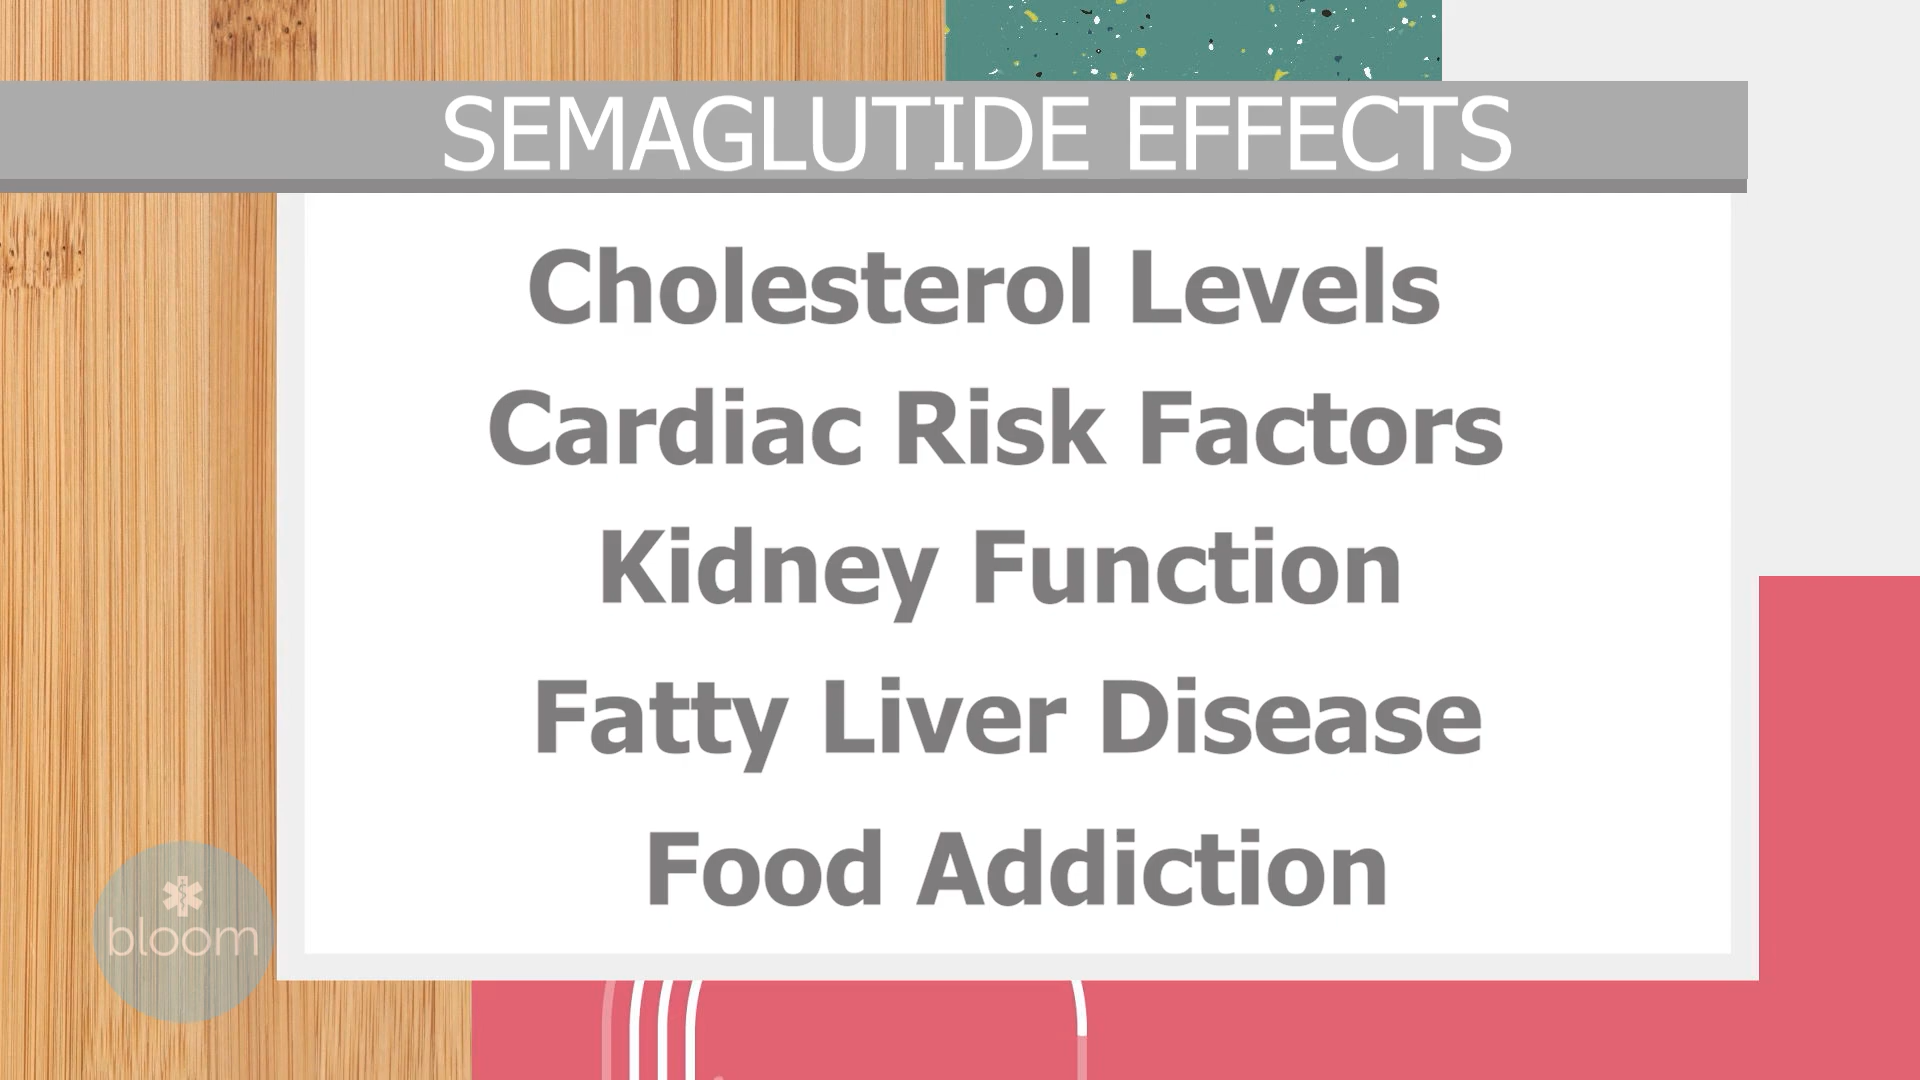 SEMAGLUTIDE EFFECTS
Cholesterol Levels
Cardiac Risk Factors
Kidney Function
Fatty Liver Disease
Food Addiction
bloom